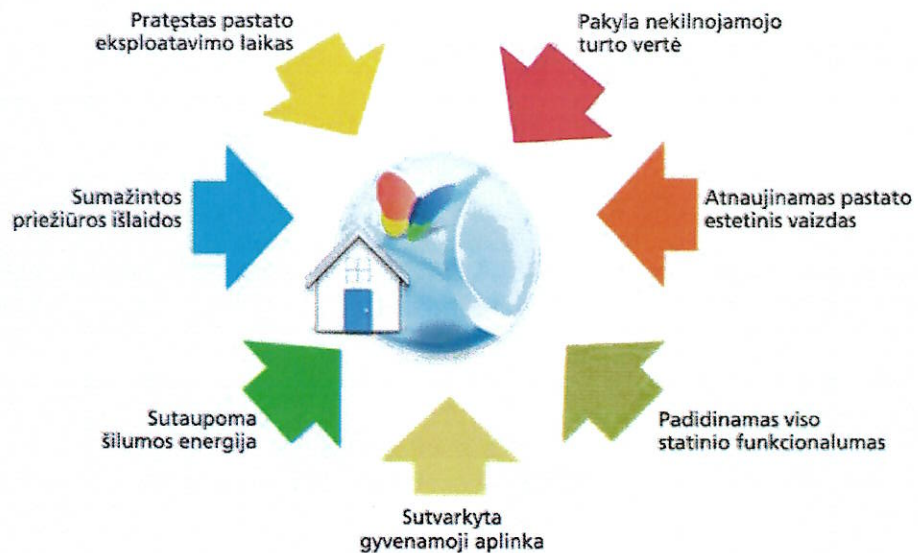 Pratęstas pastato
eksploatavimo laikas
Pakyla nekilnojamojo
turto vertė
Sumažintos
priežiūros išlaidos
Atnaujinamas pastato
estetinis vaizdas
Sutaupoma
šilumos energija
Padidinamas viso
statinio funkcionalumas
Sutvarkyta
gyvenamoji aplinka